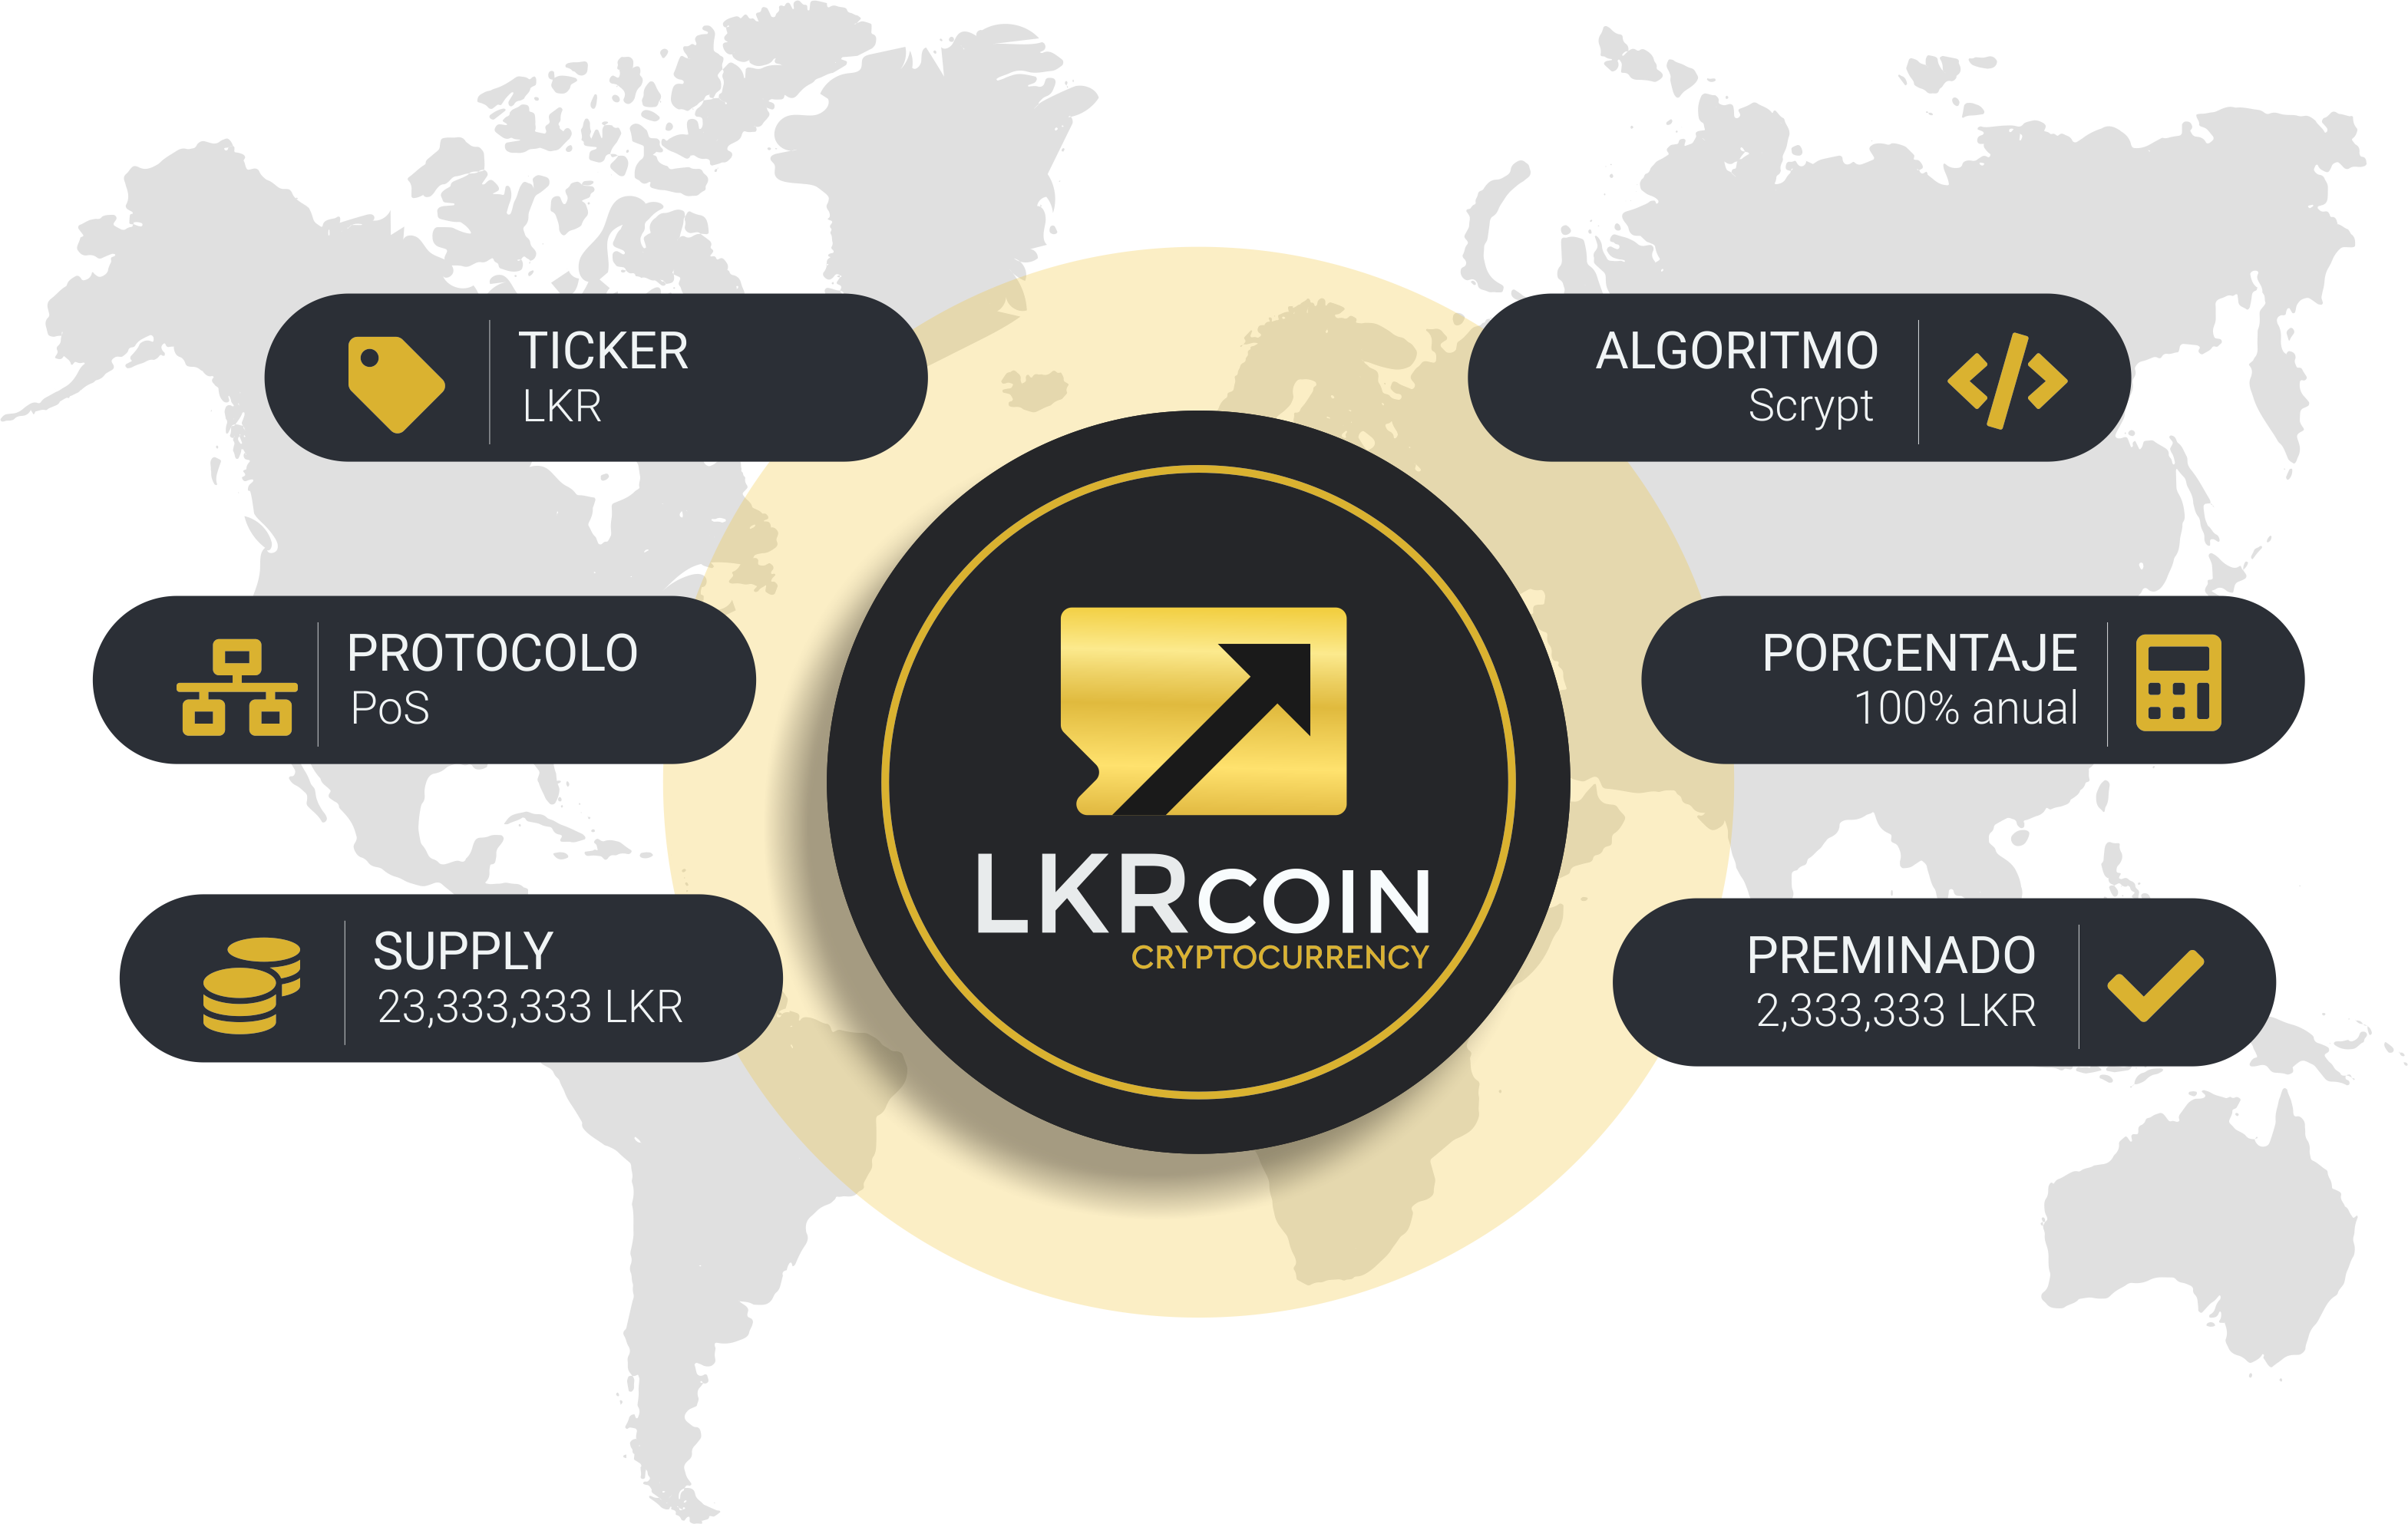 TICKER
LKR
PROTOCOLO
PoS
SUPPLY
23,333,333 LKR
LKRCOIN
CRYPTOCURRENCY
ALGORITMO
Scrypt
PORCENTAJE
100% anual
PREMINADO
2,333,333 LKR